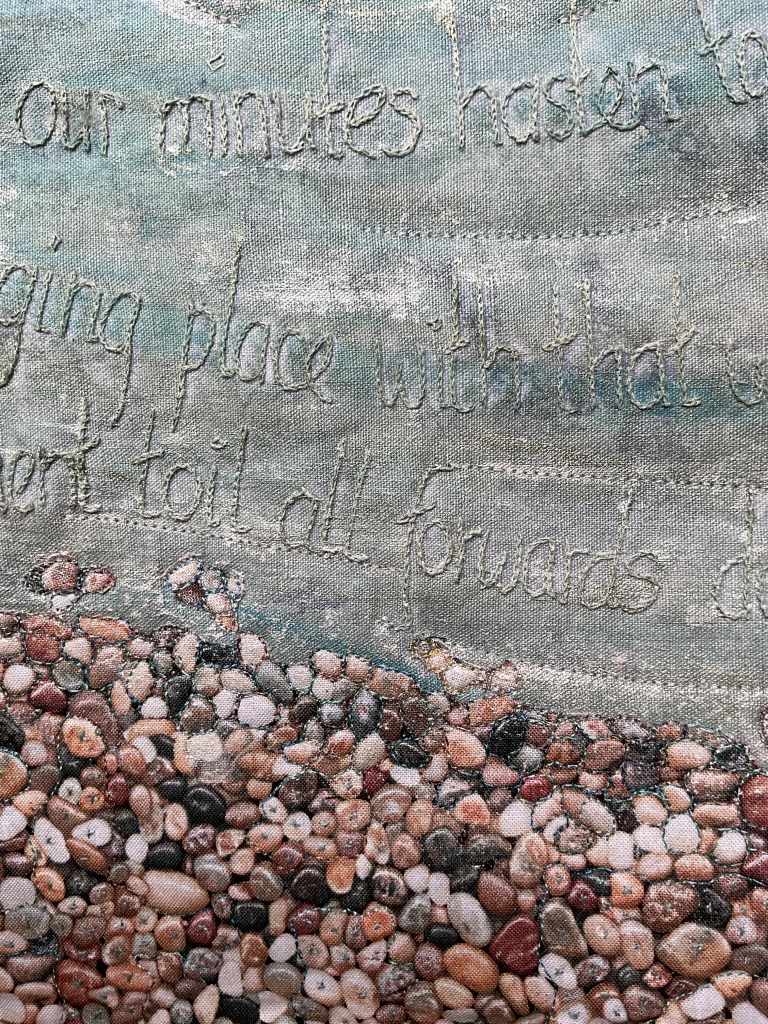 our minutes hasten to
ging place with that w
ent toil all forwards d